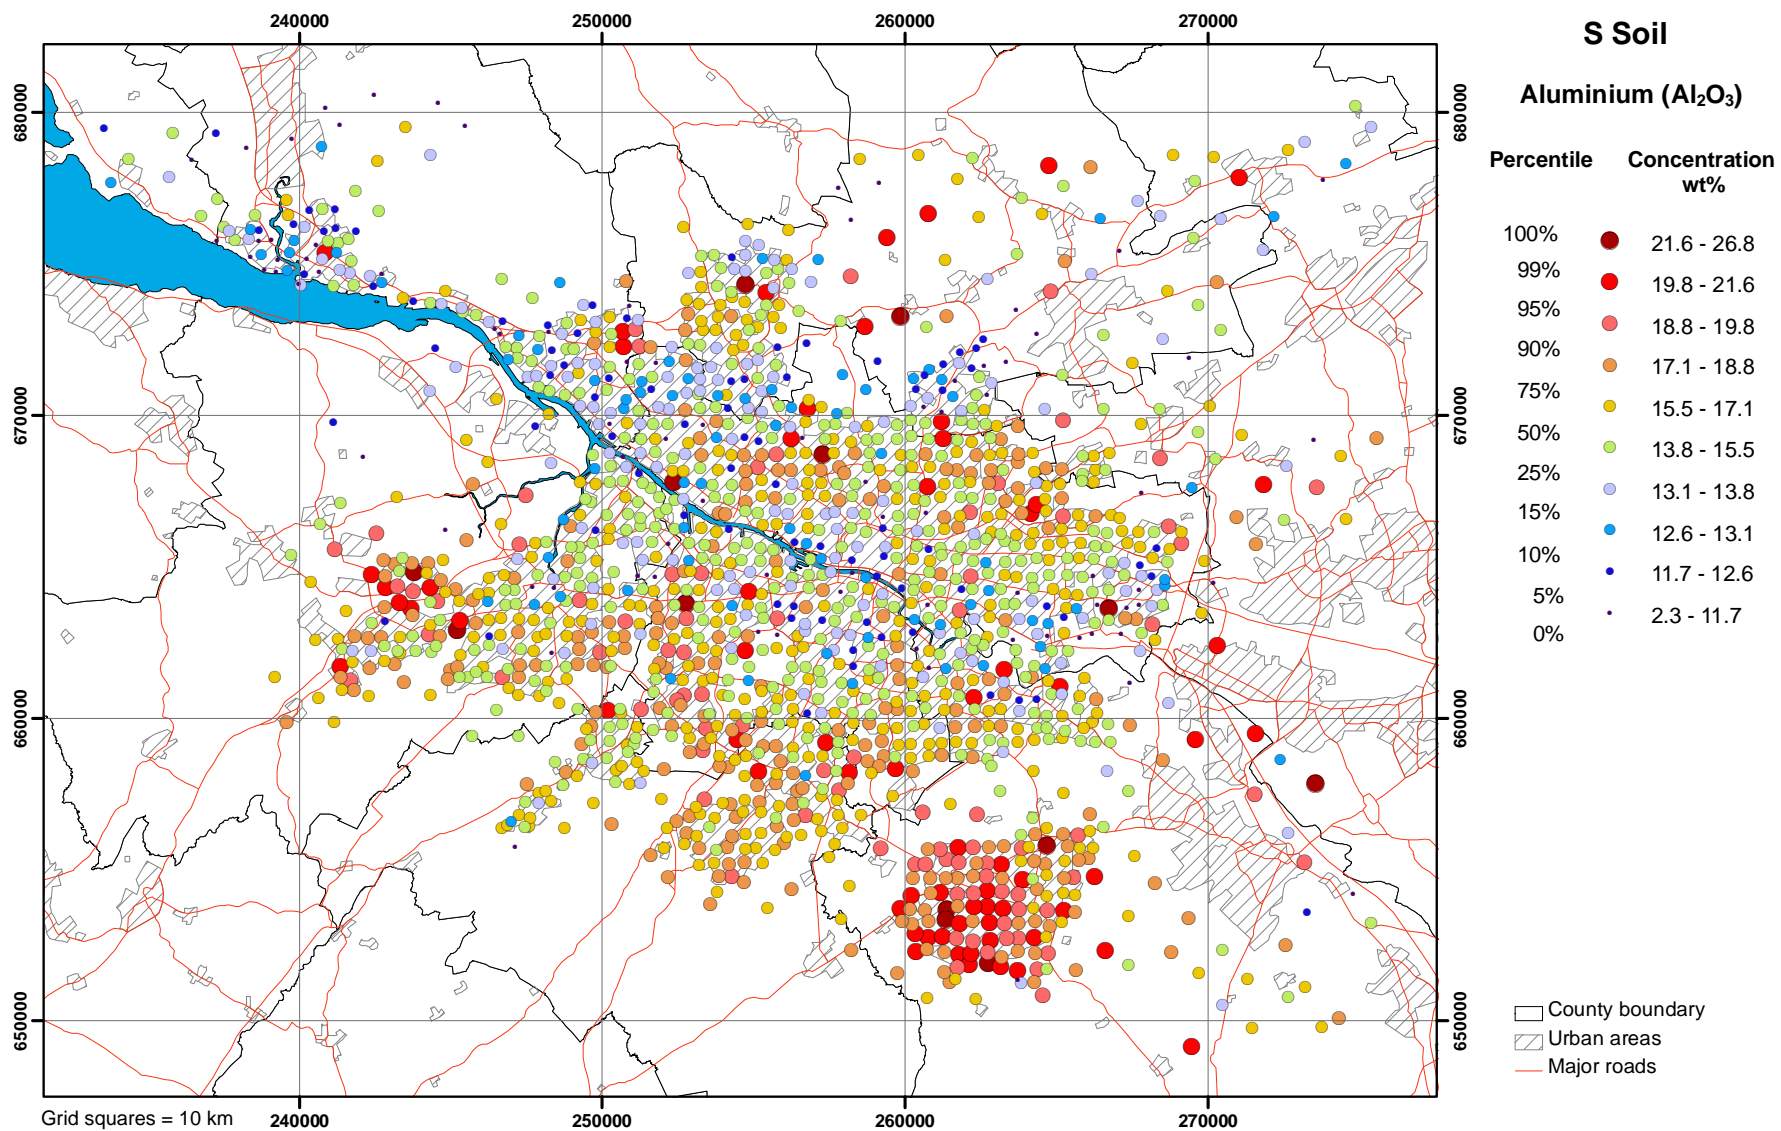 240000
250000
260000
270000
S Soil
Aluminium (Al₂O₃)
Percentile
Concentration
wt%
100%
99%
95%
90%
75%
50%
25%
15%
10%
5%
0%
21.6 - 26.8
19.8 - 21.6
18.8 - 19.8
17.1 - 18.8
15.5 - 17.1
13.8 - 15.5
13.1 - 13.8
12.6 - 13.1
11.7 - 12.6
2.3 - 11.7
680000
670000
660000
650000
680000
670000
660000
650000
County boundary
Urban areas
Major roads
Grid squares = 10 km
240000
250000
260000
270000